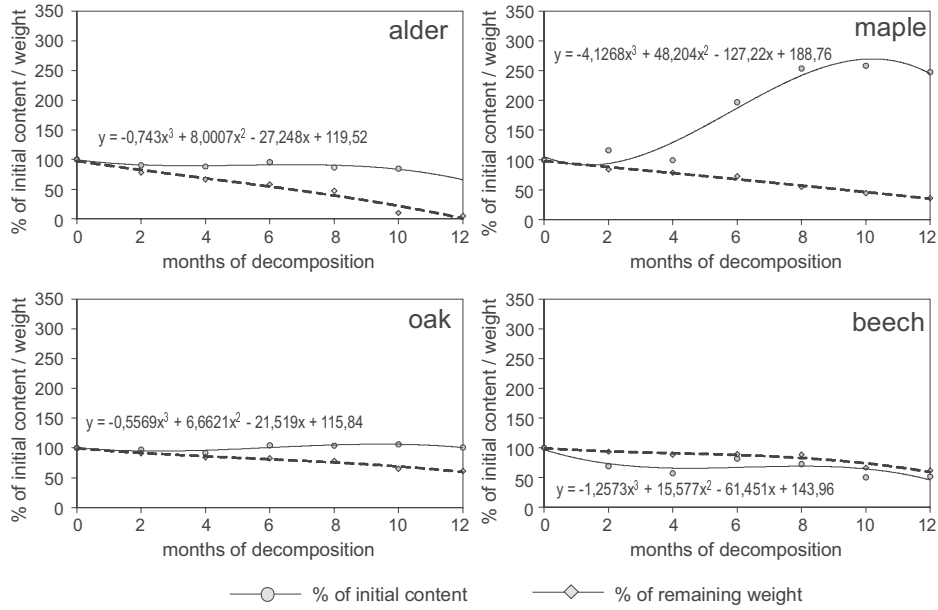 alder
% of initial content / weight
350
300
250
200
150
100
50
0
y = -0,743x³ + 8,0007x² - 27,248x + 119,52
0 2 4 6 8 10 12
months of decomposition
maple
% of initial content / weight
350
300
250
200
150
100
50
0
y = -4,1268x³ + 48,204x² - 127,22x + 188,76
0 2 4 6 8 10 12
months of decomposition
oak
% of initial content / weight
350
300
250
200
150
100
50
0
y = -0,5569x³ + 6,6621x² - 21,519x + 115,84
0 2 4 6 8 10 12
months of decomposition
beech
% of initial content / weight
350
300
250
200
150
100
50
0
y = -1,2573x³ + 15,577x² - 61,451x + 143,96
0 2 4 6 8 10 12
months of decomposition
% of initial content
% of remaining weight